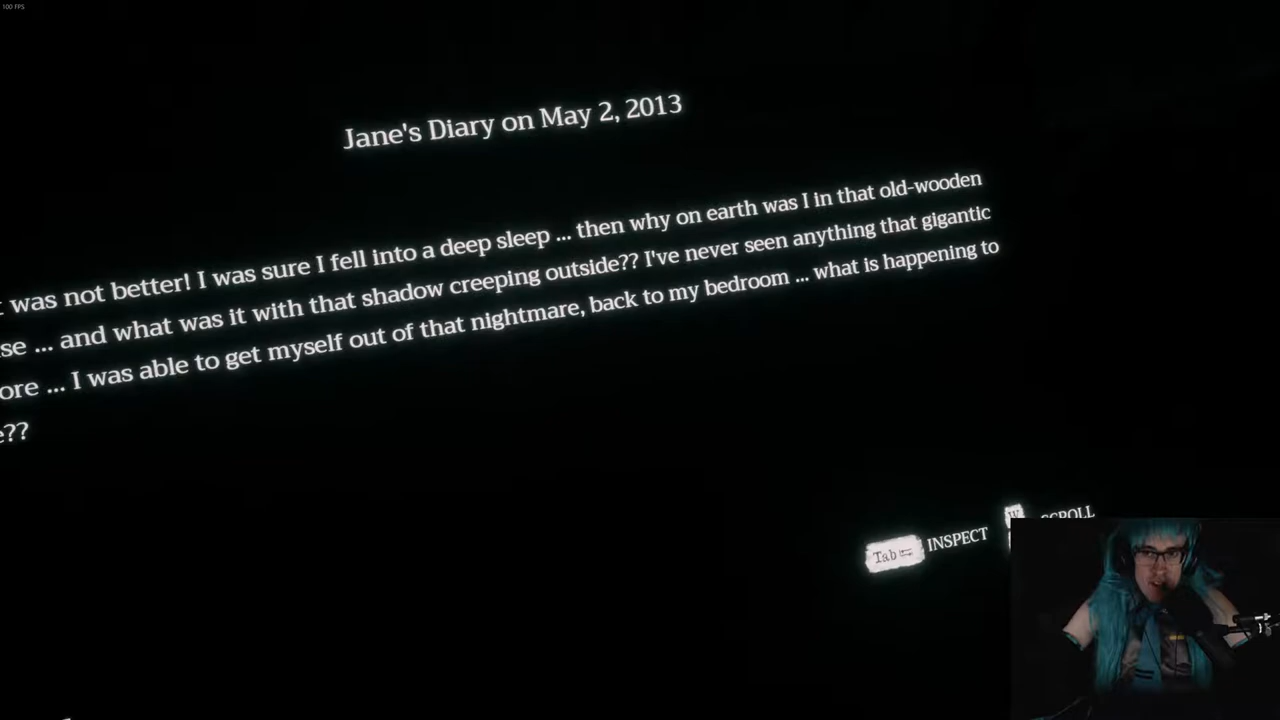 100 FPS
Jane's Diary on May 2, 2013
was not better! I was sure I fell into a deep sleep ... then why on earth was I in that old-wooden
se ... and what was it with that shadow creeping outside?? I've never seen anything that gigantic
ore ... I was able to get myself out of that nightmare, back to my bedroom ... what is happening to
e??
Tab INSPECT W SCROLL